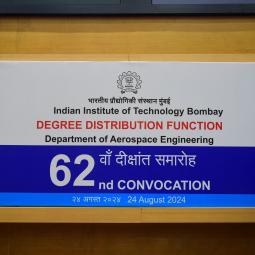 भारतीय प्रौद्योगिकी संस्थान मुंबई
Indian Institute of Technology Bombay
DEGREE DISTRIBUTION FUNCTION
Department of Aerospace Engineering
62 वाँ दीक्षांत समारोह
nd CONVOCATION
२४ अगस्त २०२४ 24 August 2024